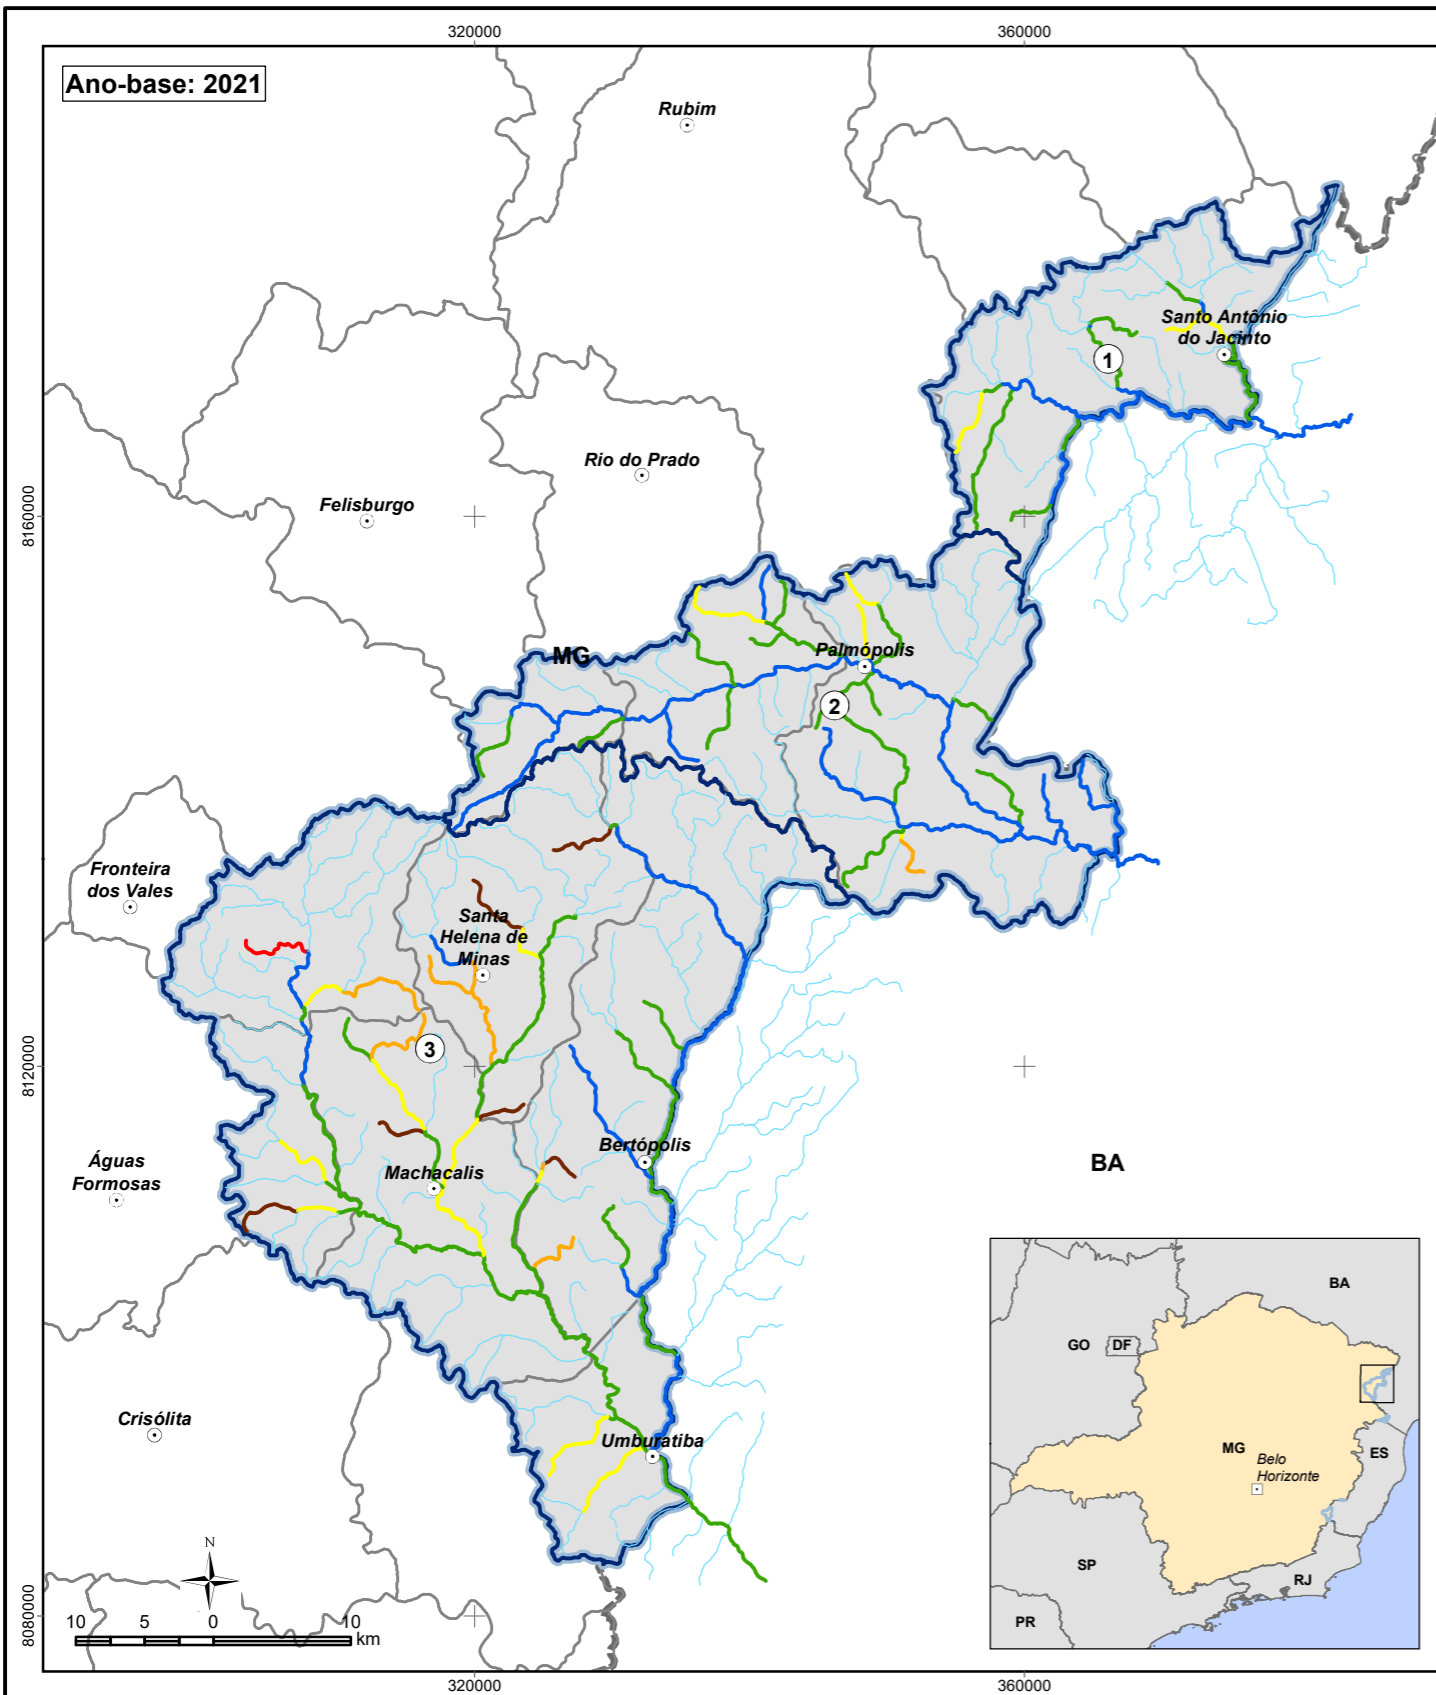 320000
360000
Ano-base: 2021
Rubim
Santo Antônio
do Jacinto
1
Rio do Prado
Felisburgo
8160000
MG
Palmópolis
2
Fronteira
dos Vales
Santa
Helena de
Minas
3
8120000
Bertópolis
BA
Águas
Formosas
Machacalis
Crisólita
Umburatiba
BA
GO
DF
MG
Belo
Horizonte
ES
SP
RJ
PR
N
10
5
0
10
km
8080000
320000
360000